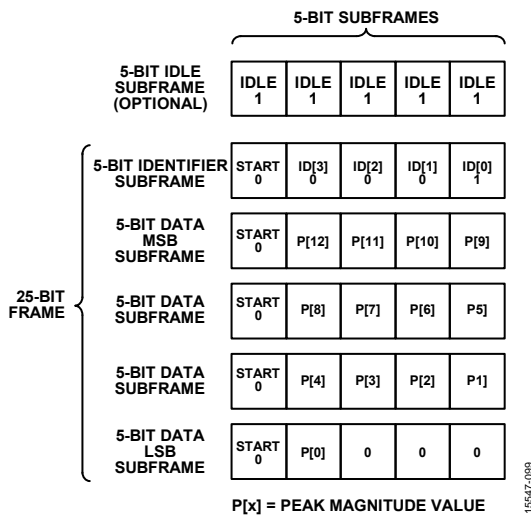 5-BIT SUBFRAMES
5-BIT IDLE
SUBFRAME
(OPTIONAL)
IDLE
1
IDLE
1
IDLE
1
IDLE
1
IDLE
1
25-BIT
FRAME
5-BIT IDENTIFIER
SUBFRAME
START
0
ID[3]
0
ID[2]
0
ID[1]
0
ID[0]
1
5-BIT DATA
MSB
SUBFRAME
START
0
P[12]
P[11]
P[10]
P[9]
5-BIT DATA
SUBFRAME
START
0
P[8]
P[7]
P[6]
P5]
5-BIT DATA
SUBFRAME
START
0
P[4]
P[3]
P[2]
P1]
5-BIT DATA
LSB
SUBFRAME
START
0
P[0]
0
0
0
P[x] = PEAK MAGNITUDE VALUE
15547-099